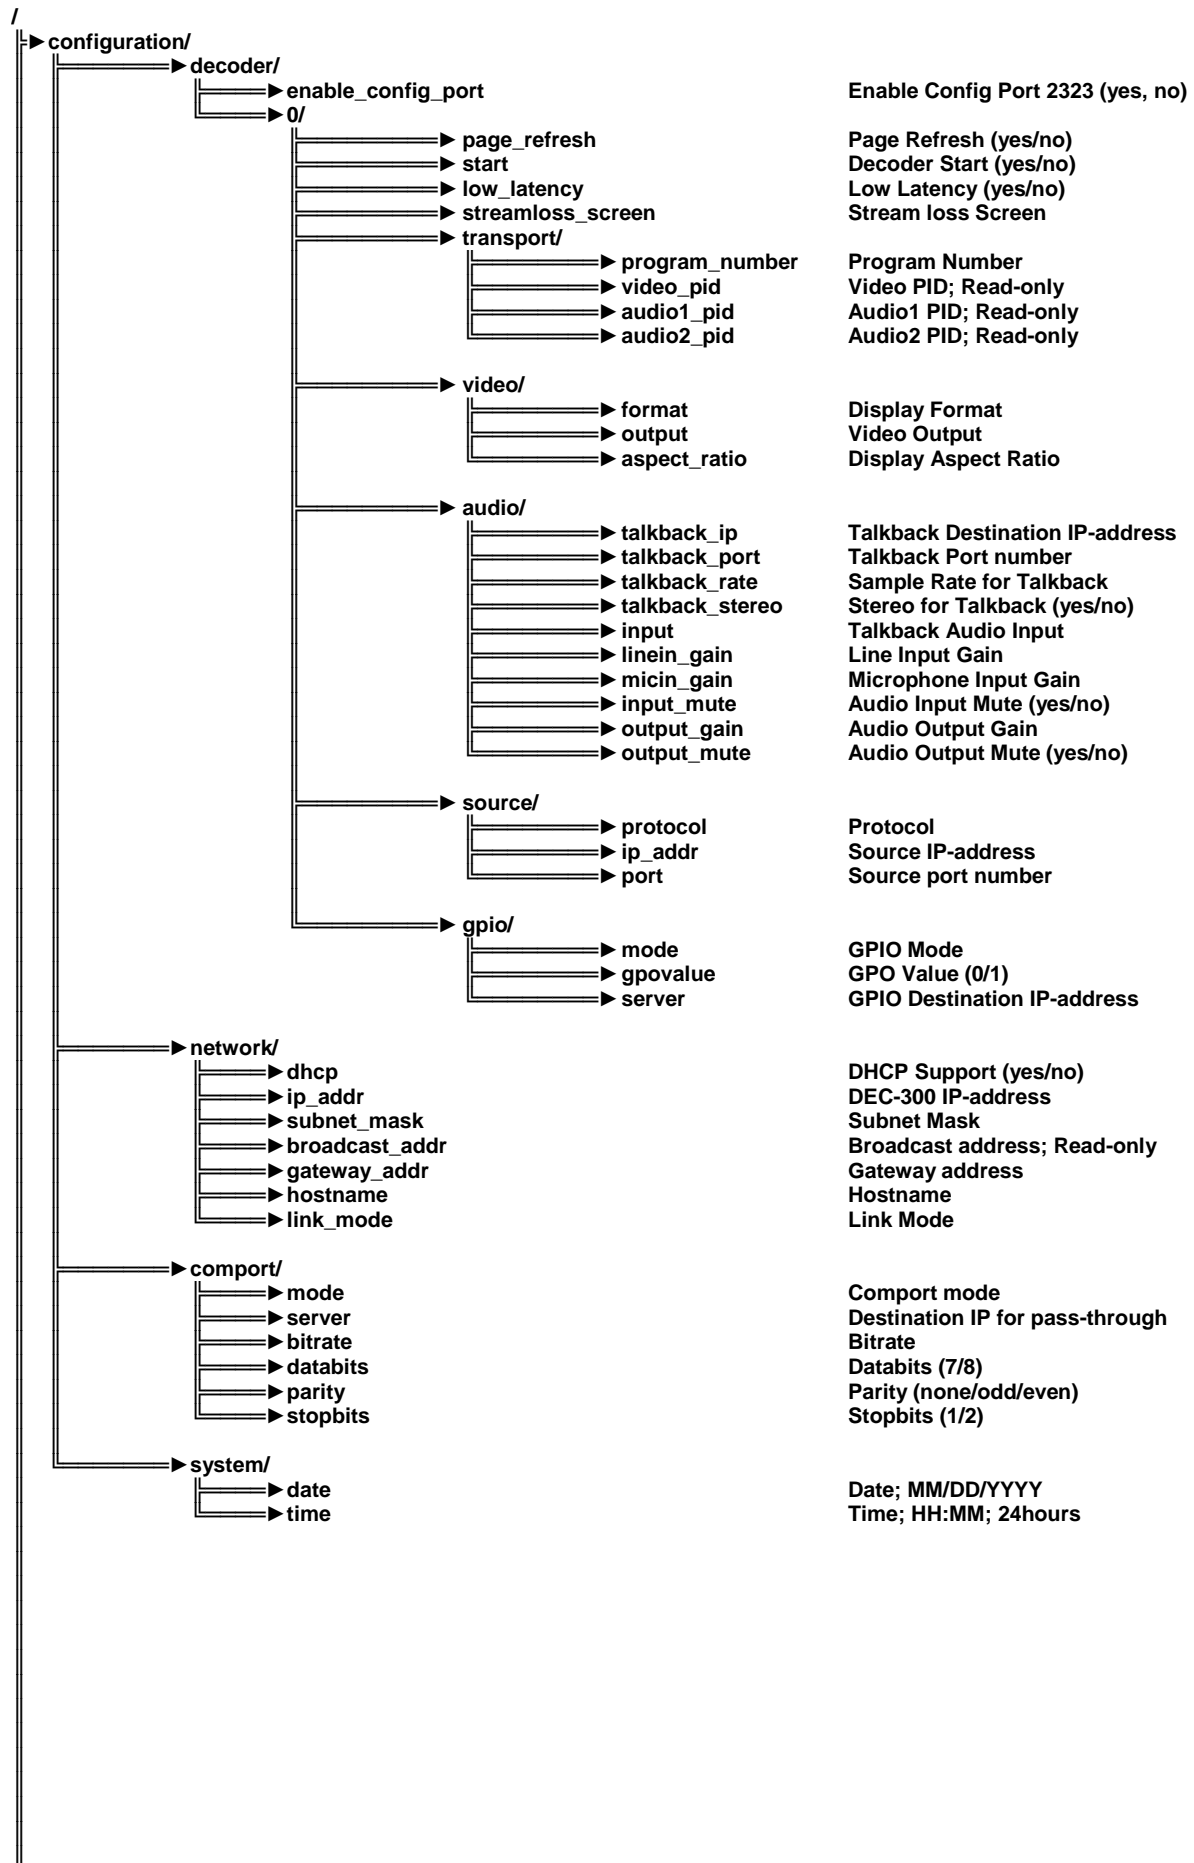 /
configuration/
decoder/
enable_config_port Enable Config Port 2323 (yes, no)
0/
page_refresh Page Refresh (yes/no)
start Decoder Start (yes/no)
low_latency Low Latency (yes/no)
streamloss_screen Stream loss Screen
transport/
program_number Program Number
video_pid Video PID; Read-only
audio1_pid Audio1 PID; Read-only
audio2_pid Audio2 PID; Read-only
video/
format Display Format
output Video Output
aspect_ratio Display Aspect Ratio
audio/
talkback_ip Talkback Destination IP-address
talkback_port Talkback Port number
talkback_rate Sample Rate for Talkback
talkback_stereo Stereo for Talkback (yes/no)
input Talkback Audio Input
linein_gain Line Input Gain
micin_gain Microphone Input Gain
input_mute Audio Input Mute (yes/no)
output_gain Audio Output Gain
output_mute Audio Output Mute (yes/no)
source/
protocol Protocol
ip_addr Source IP-address
port Source port number
gpio/
mode GPIO Mode
gpovalue GPO Value (0/1)
server GPIO Destination IP-address
network/
dhcp DHCP Support (yes/no)
ip_addr DEC-300 IP-address
subnet_mask Subnet Mask
broadcast_addr Broadcast address; Read-only
gateway_addr Gateway address
hostname Hostname
link_mode Link Mode
comport/
mode Comport mode
server Destination IP for pass-through
bitrate Bitrate
databits Databits (7/8)
parity Parity (none/odd/even)
stopbits Stopbits (1/2)
system/
date Date; MM/DD/YYYY
time Time; HH:MM; 24hours